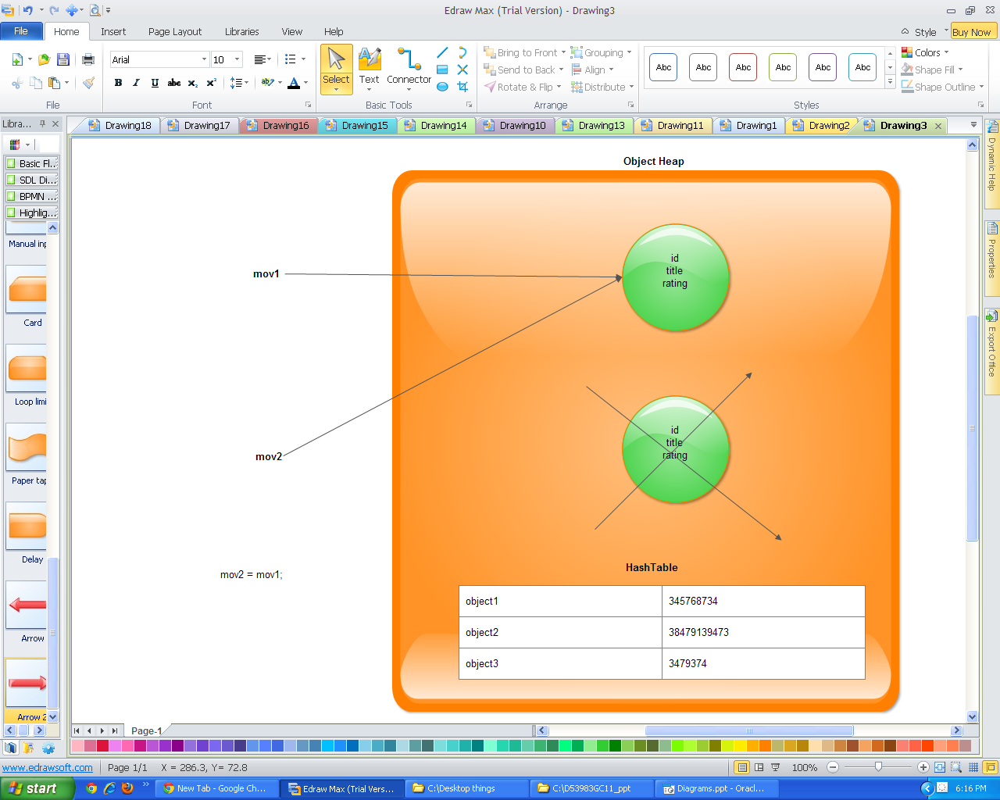 Edraw Max (Trial Version) - Drawing3
File Home Insert Page Layout Libraries View Help Style Buy Now
Arial 10
Select Text Connector
Bring to Front Grouping
Send to Back Align
Rotate & Flip Distribute
Abc Abc Abc Abc Abc Abc
Colors
Shape Fill
Shape Outline
B I U abc x₂ x²
File Font Basic Tools Arrange Styles
Libra... Drawing18 Drawing17 Drawing16 Drawing15 Drawing14 Drawing10 Drawing13 Drawing11 Drawing1 Drawing2 Drawing3
Basic Fl..
SDL Di...
BPMN ...
Highlig...
Manual inp
Card
Loop limi
Paper tap
Delay
Arrow
Arrow 2
Object Heap
id
title
rating
mov1
id
title
rating
mov2
mov2 = mov1;
HashTable
object1 345768734
object2 38479139473
object3 3479374
Dynamic Help
Properties
Export Office
Page-1
www.edrawsoft.com Page 1/1 X = 286.3, Y= 72.8 100%
start New Tab - Google Ch... Edraw Max (Trial Vers... C:\Desktop things C:\D53983GC11_ppt Diagrams.ppt - Oracl... 6:16 PM